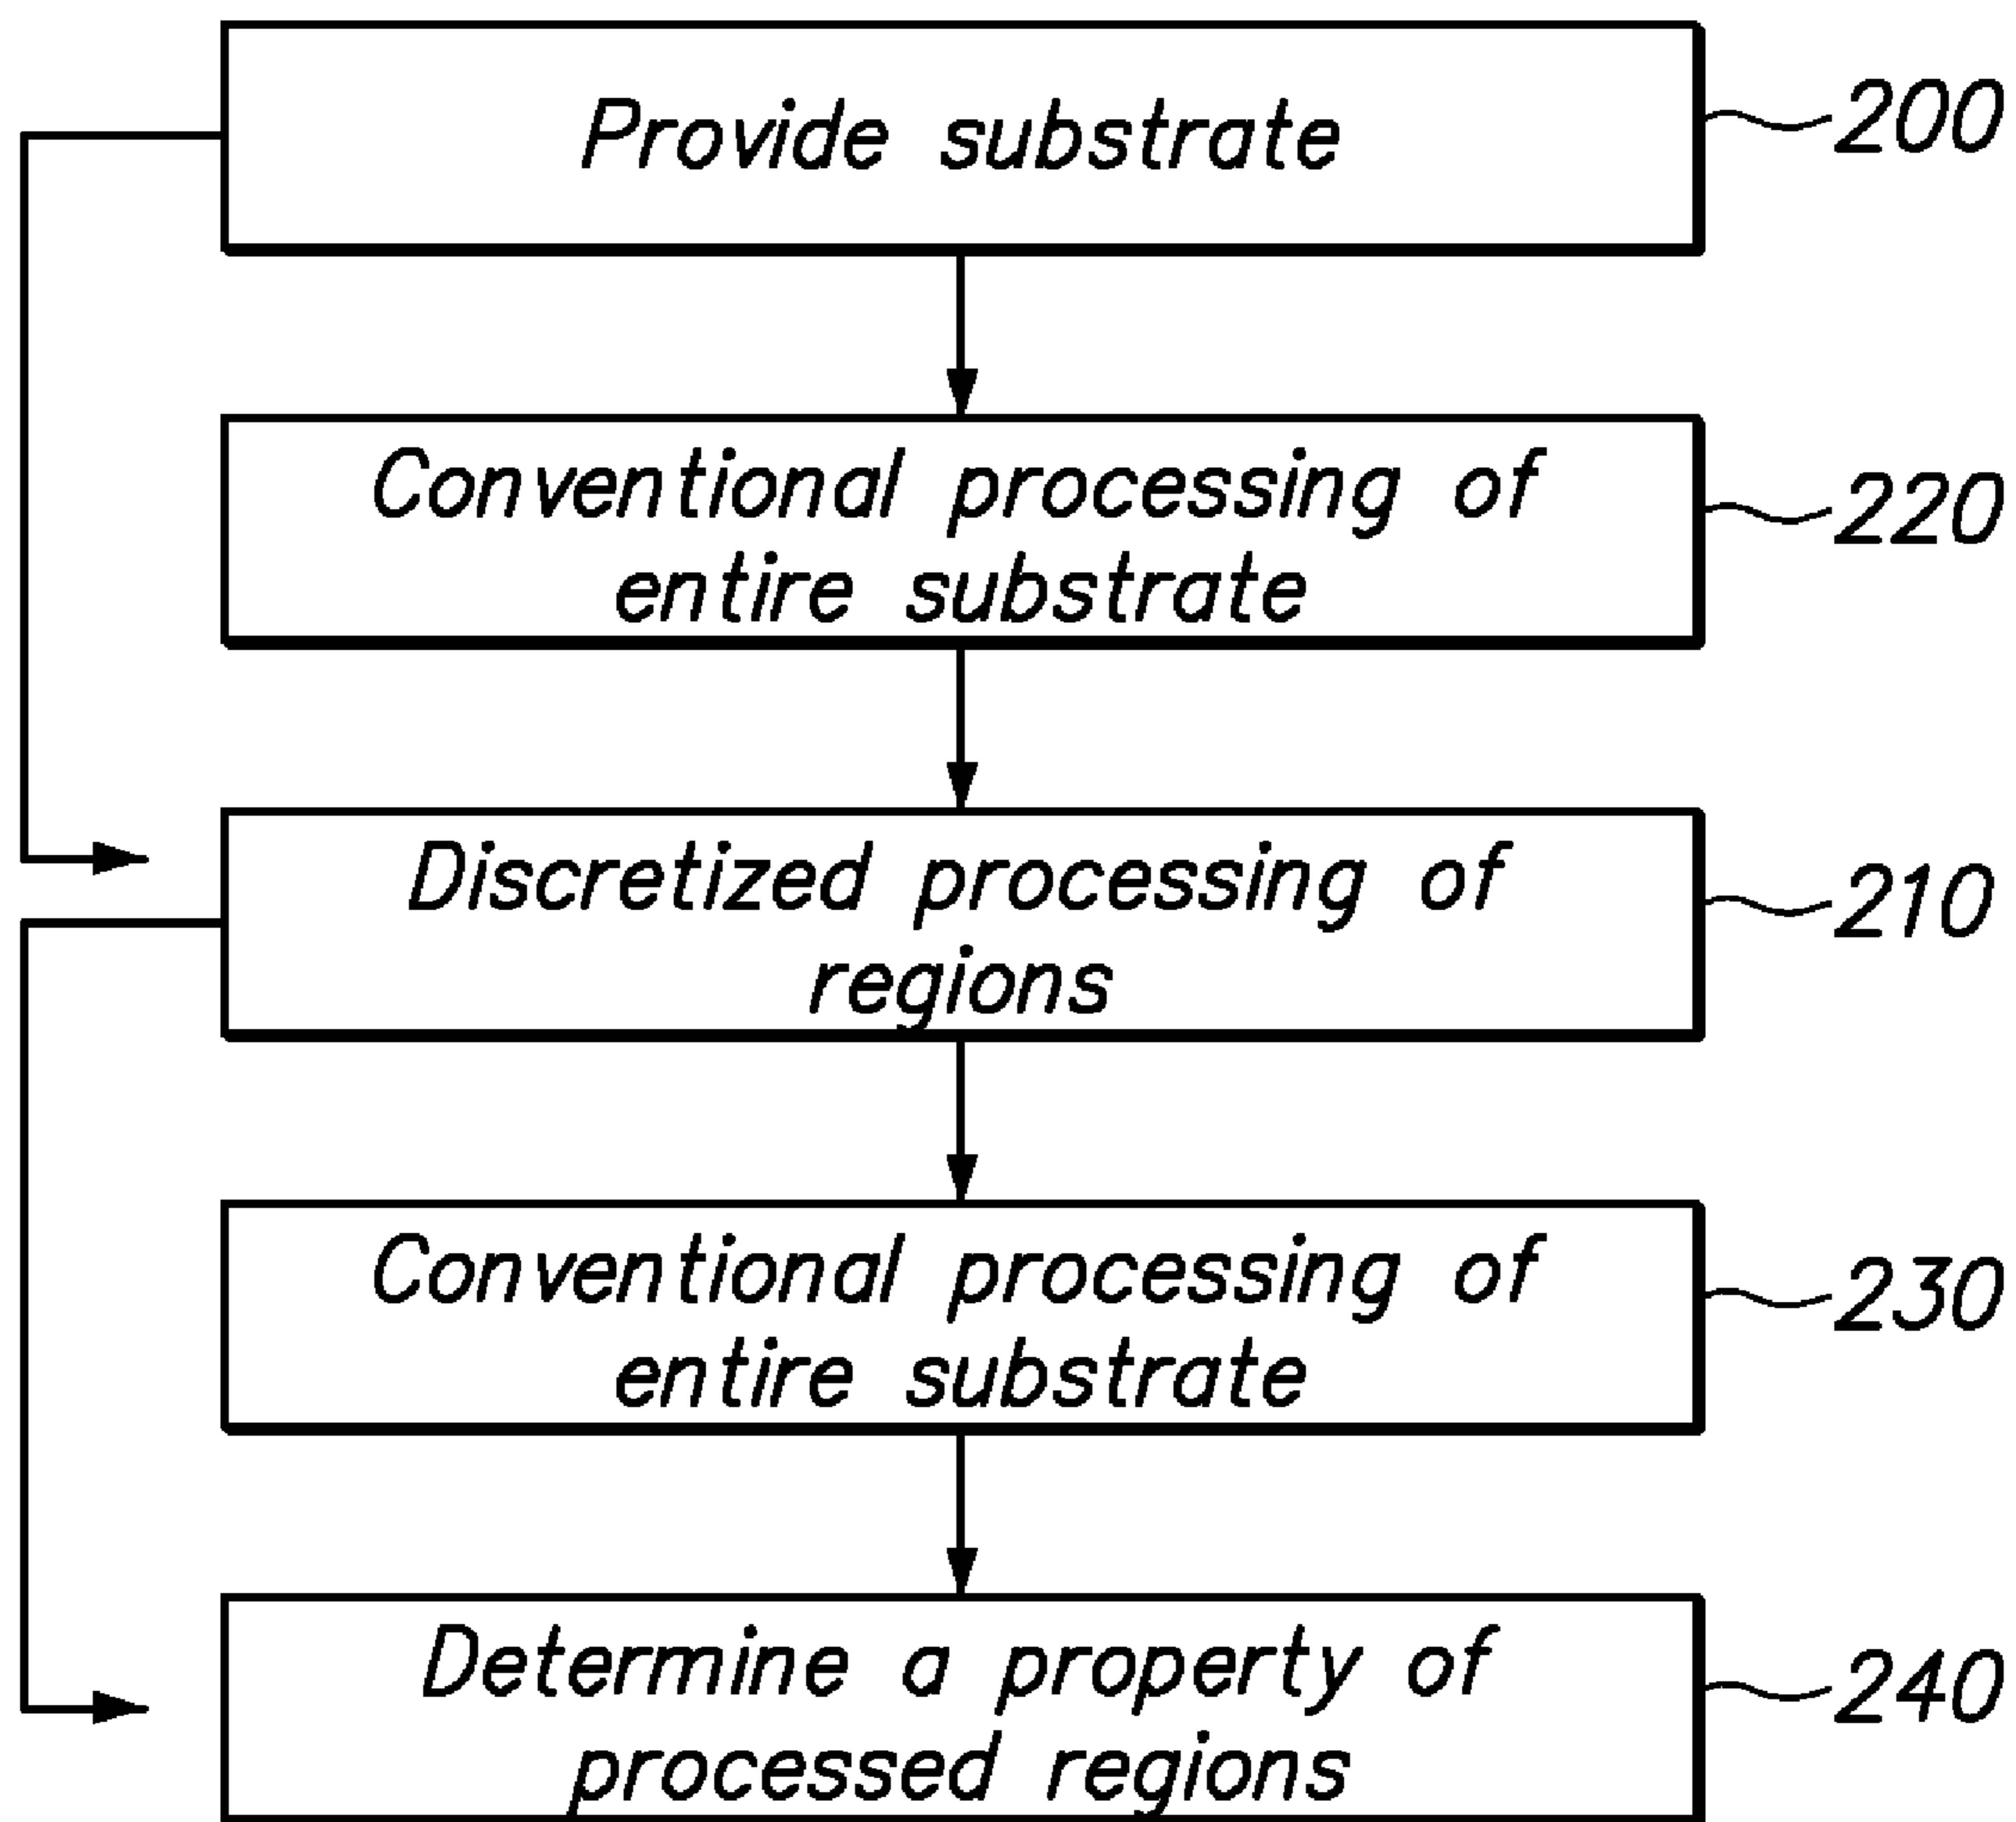 Provide substrate
200
Conventional processing of
entire substrate
220
Discretized processing of
regions
210
Conventional processing of
entire substrate
230
Determine a property of
processed regions
240